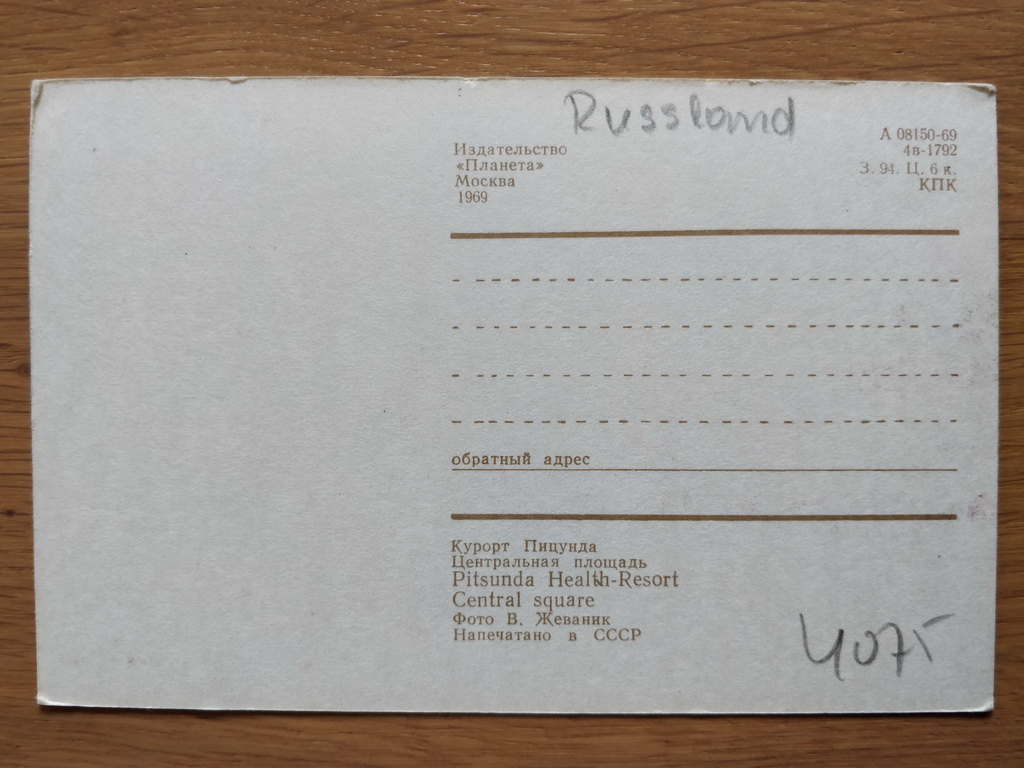 Russland
Издательство
«Планета»
Москва
1969
А 08150-69
4в-1792
З. 94. Ц. 6 к.
КПК
обратный адрес
Курорт Пицунда
Центральная площадь
Pitsunda Health-Resort
Central square
Фото В. Жеваник
Напечатано в СССР
4075